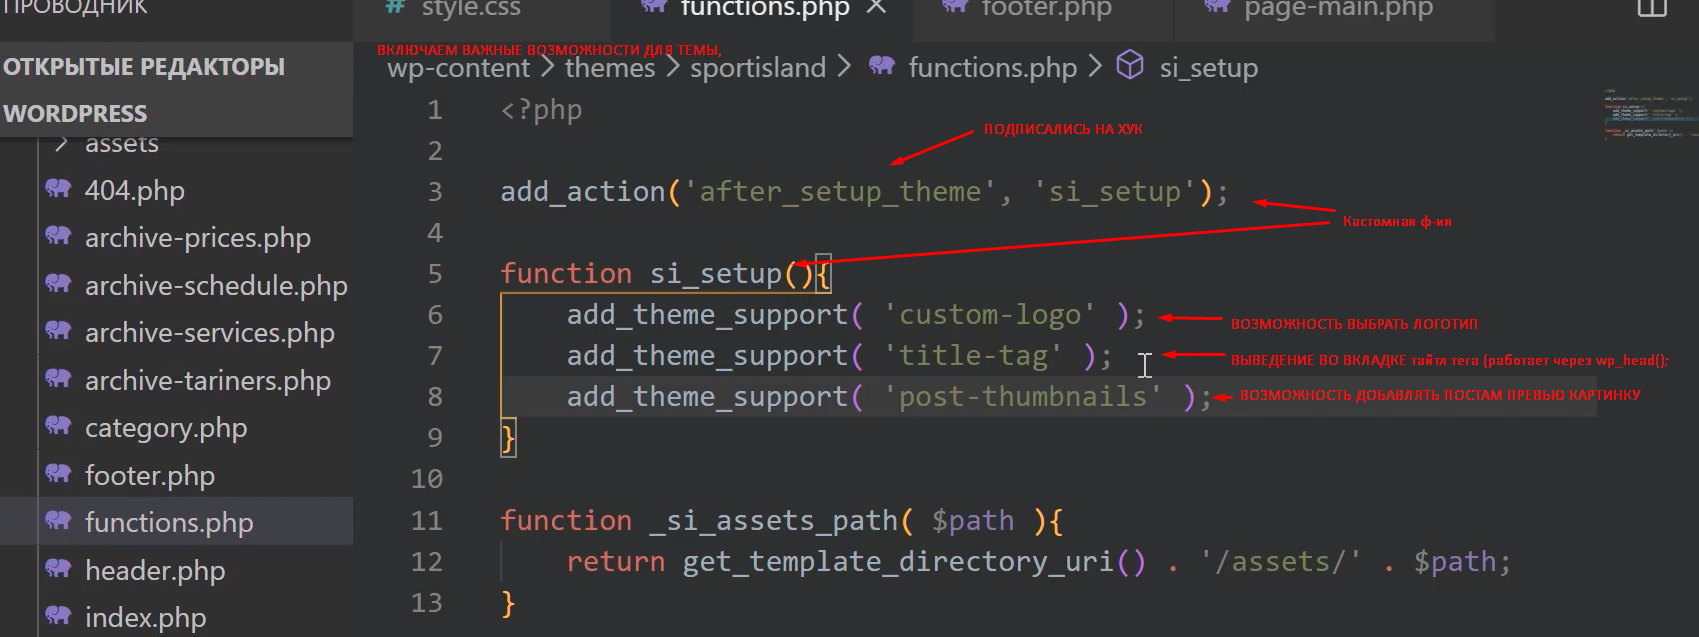 ПРОВОДНИК
# style.css
functions.php ×
footer.php
page-main.php
ОТКРЫТЫЕ РЕДАКТОРЫ
WORDPRESS
assets
404.php
archive-prices.php
archive-schedule.php
archive-services.php
archive-tariners.php
category.php
footer.php
functions.php
header.php
index.php
ВКЛЮЧАЕМ ВАЖНЫЕ ВОЗМОЖНОСТИ ДЛЯ ТЕМЫ,
wp-content > themes > sportisland > functions.php > si_setup
1 <?php
ПОДПИСАЛИСЬ НА ХУК
2
3 add_action('after_setup_theme', 'si_setup');
Кастомная ф-ия
4
5 function si_setup(){
6 add_theme_support( 'custom-logo' );
ВОЗМОЖНОСТЬ ВЫБРАТЬ ЛОГОТИП
7 add_theme_support( 'title-tag' );
ВЫВЕДЕНИЕ ВО ВКЛАДКЕ тайтл тега (работает через wp_head();
8 add_theme_support( 'post-thumbnails' );
ВОЗМОЖНОСТЬ ДОБАВЛЯТЬ ПОСТАМ ПРЕВЬЮ КАРТИНКУ
9 }
10
11 function _si_assets_path( $path ){
12 return get_template_directory_uri() . '/assets/' . $path;
13 }